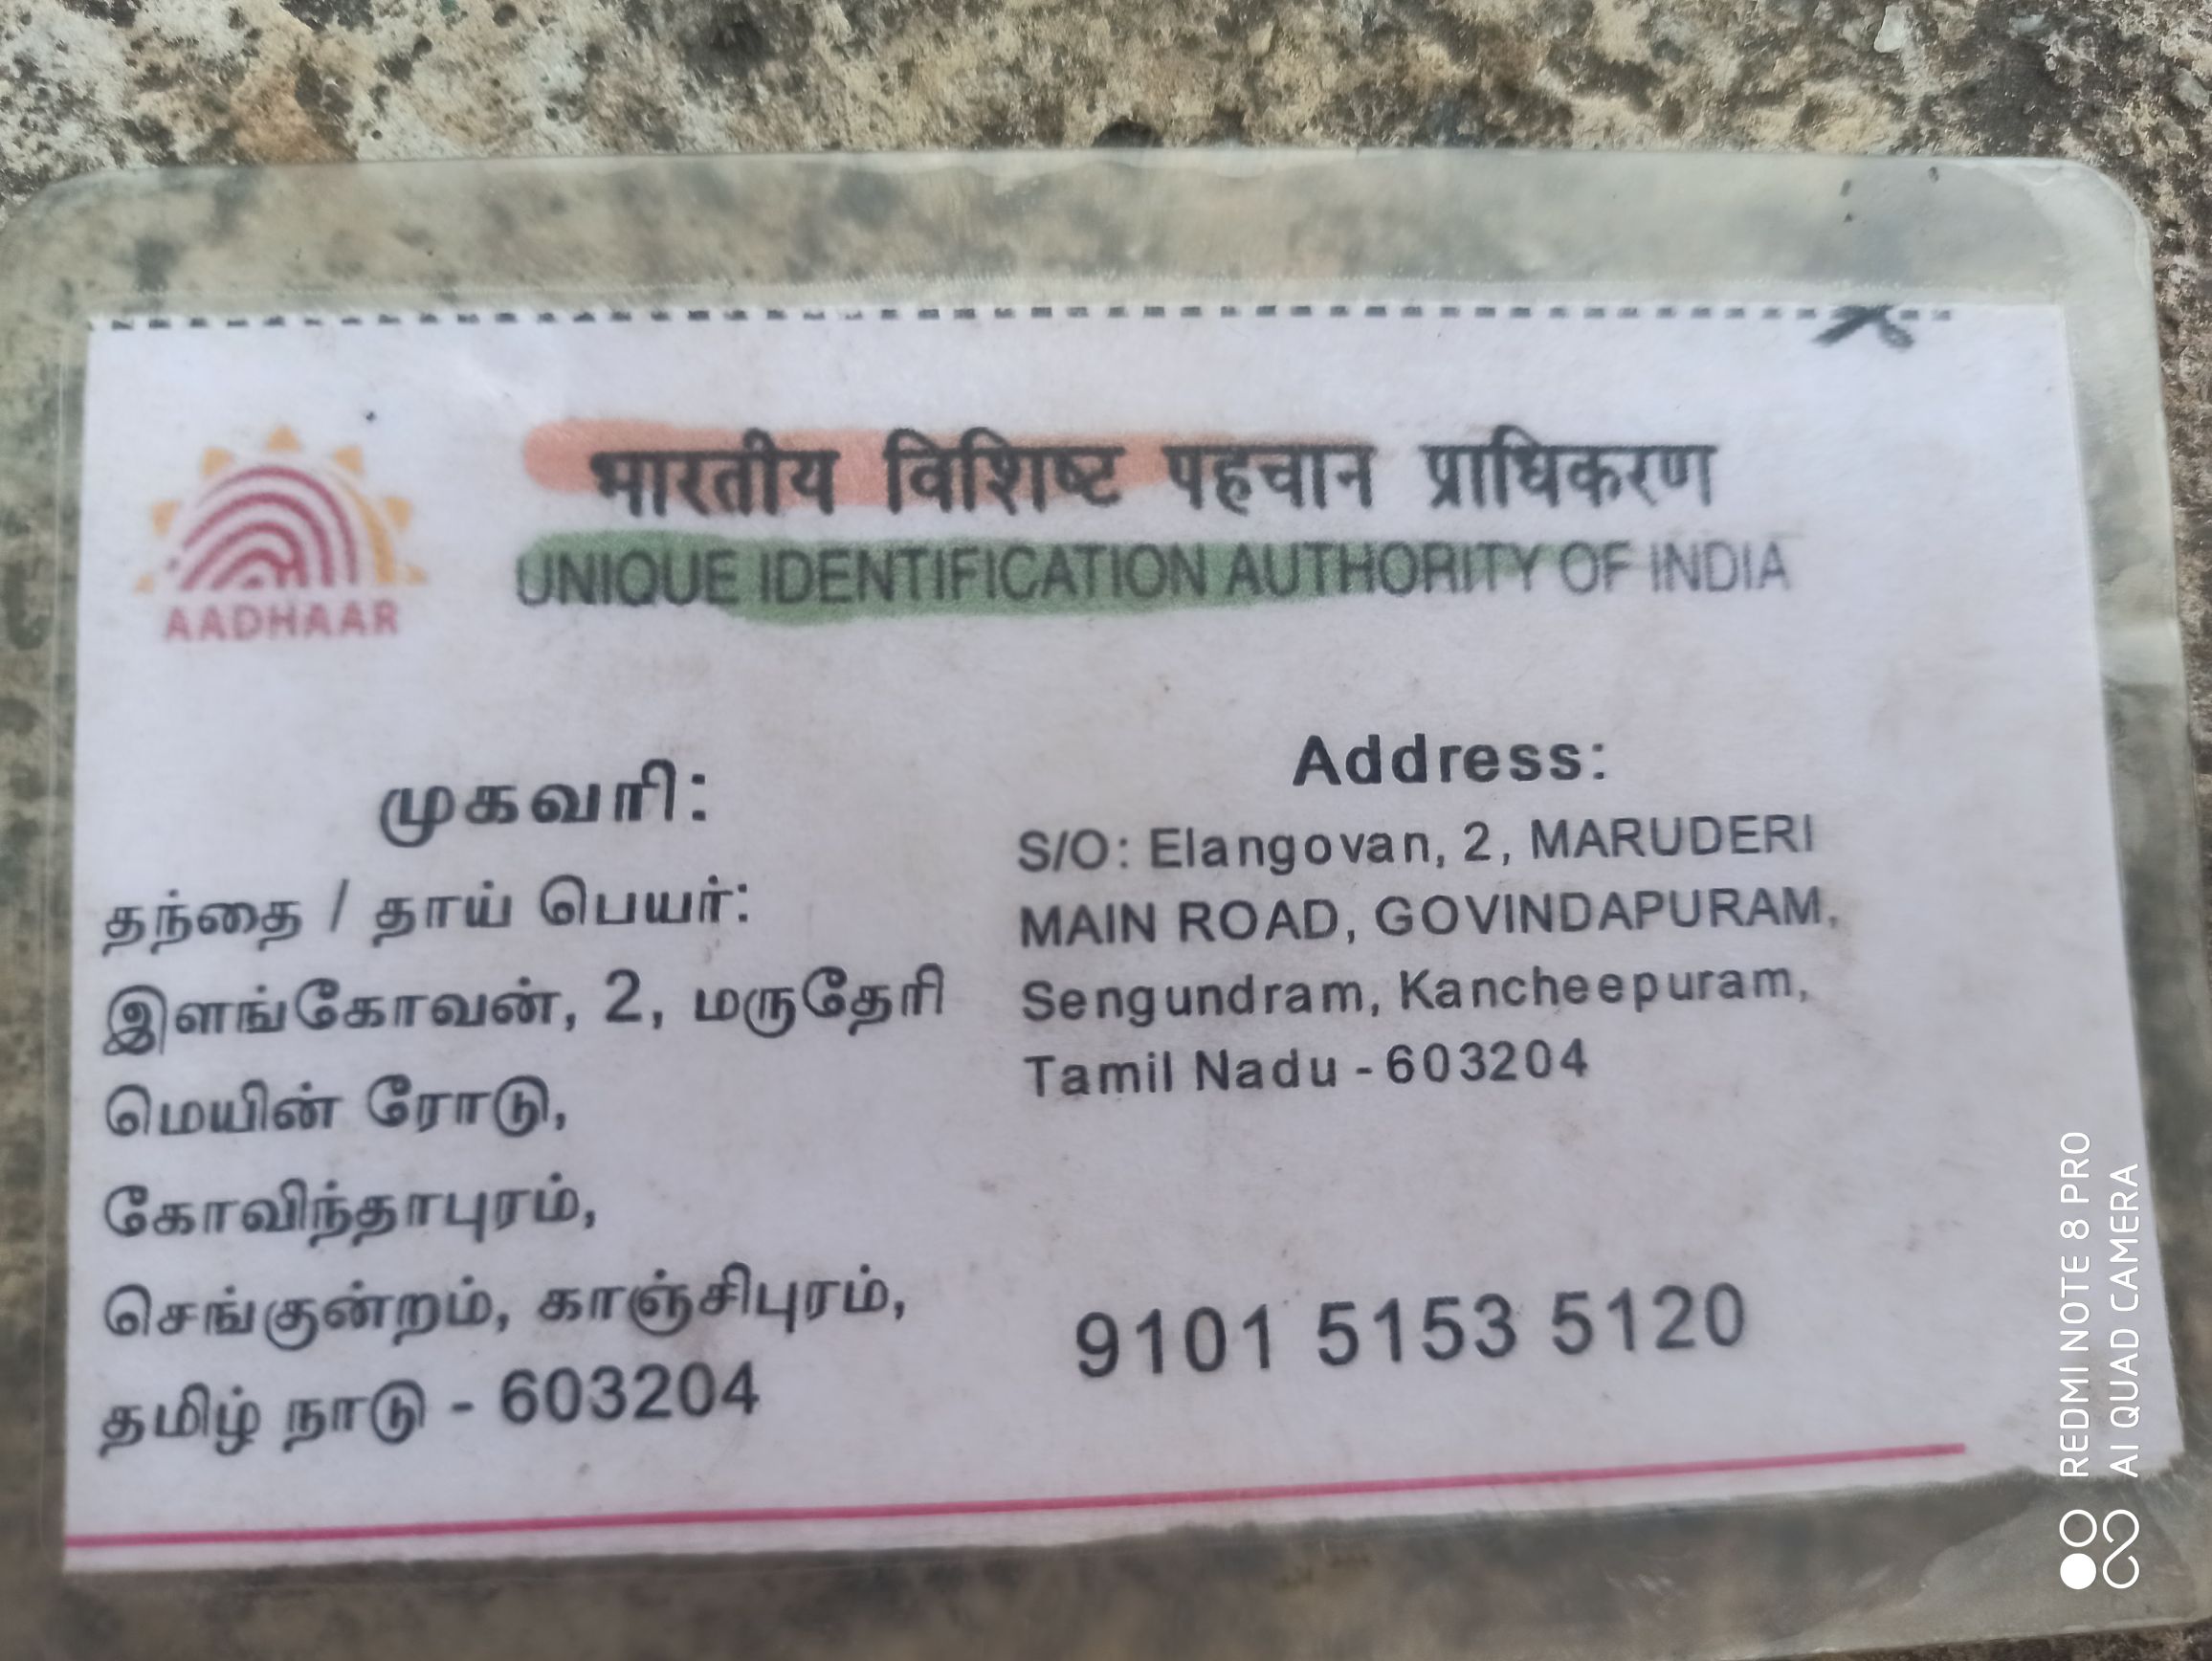 भारतीय विशिष्ट पहचान प्राधिकरण
UNIQUE IDENTIFICATION AUTHORITY OF INDIA
AADHAAR
முகவரி:
தந்தை / தாய் பெயர்:
இளங்கோவன், 2, மருதேரி
மெயின் ரோடு,
கோவிந்தாபுரம்,
செங்குன்றம், காஞ்சிபுரம்,
தமிழ் நாடு - 603204
Address:
S/O: Elangovan, 2, MARUDERI
MAIN ROAD, GOVINDAPURAM,
Sengundram, Kancheepuram,
Tamil Nadu - 603204
9101 5153 5120
REDMI NOTE 8 PRO
AI QUAD CAMERA